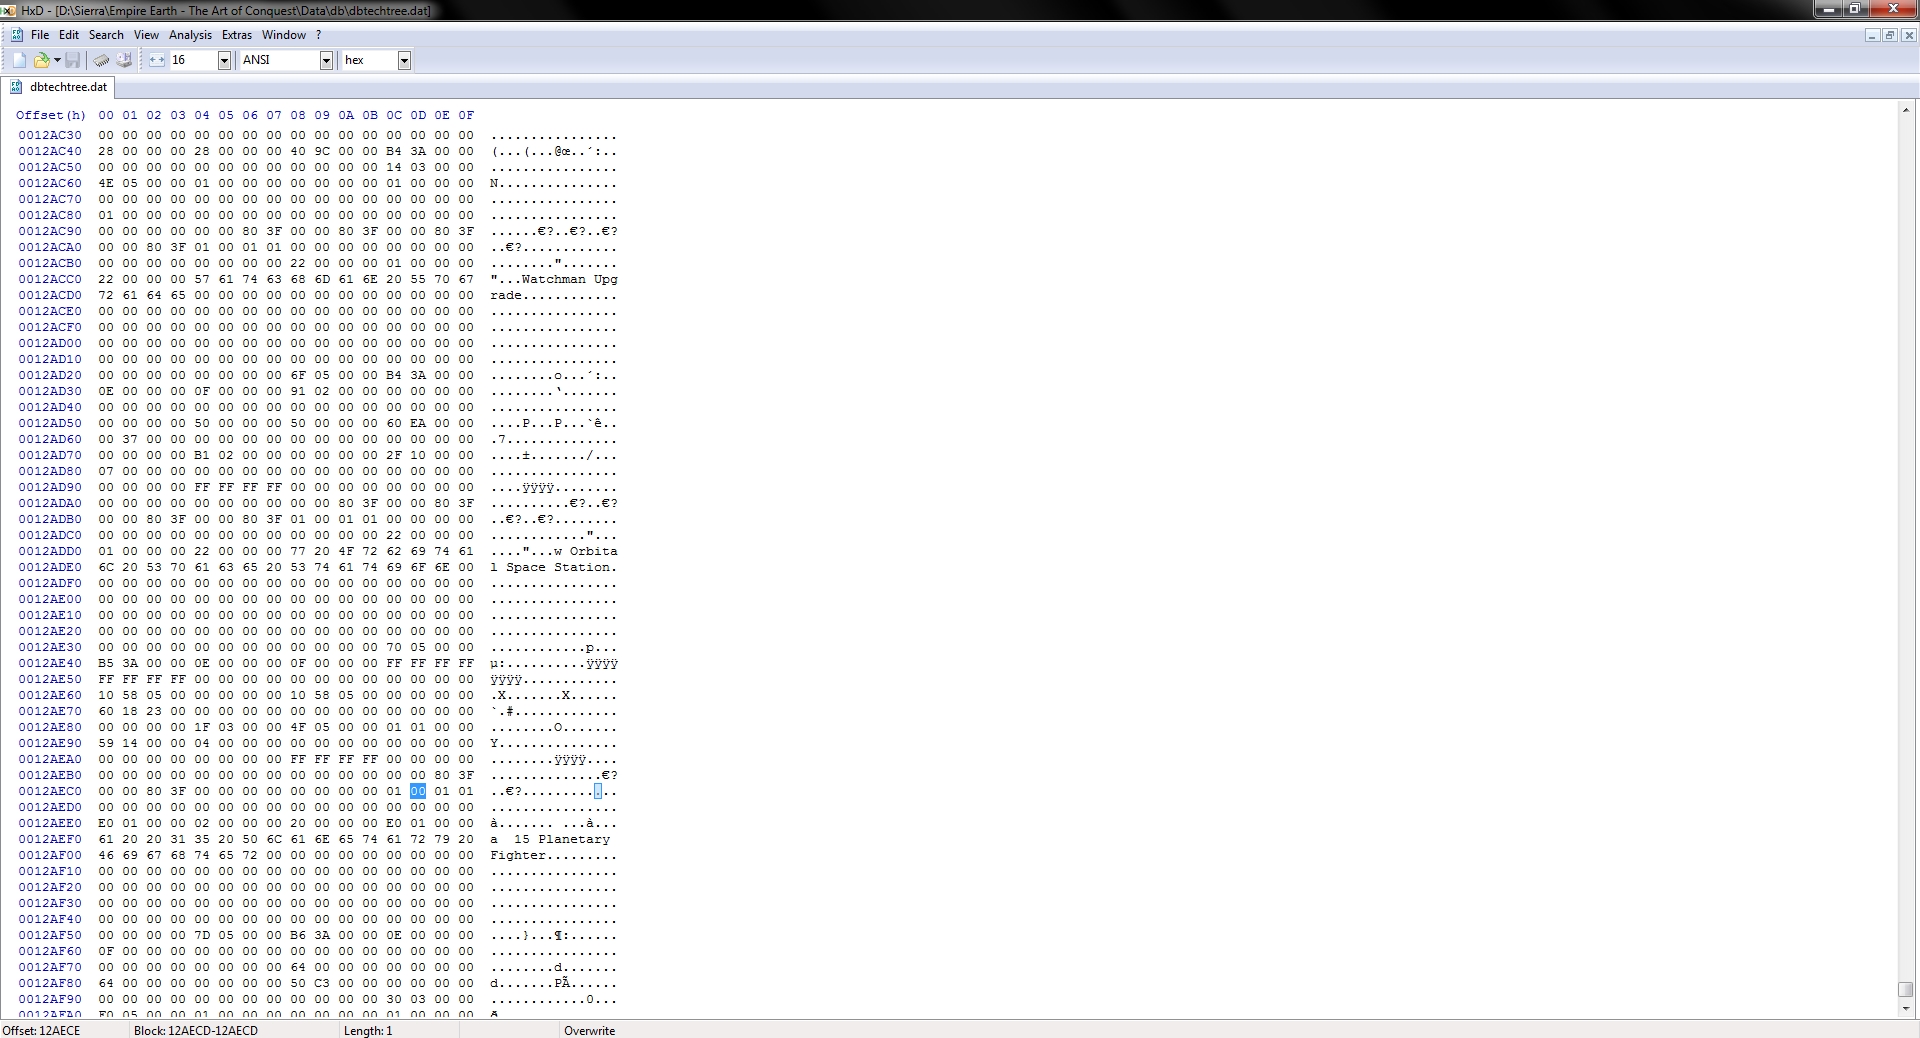 HxD - [D:\Sierra\Empire Earth - The Art of Conquest\Data\db\dbtechtree.dat]
File Edit Search View Analysis Extras Window ?
16 ANSI hex
dbtechtree.dat
Offset(h) 00 01 02 03 04 05 06 07 08 09 0A 0B 0C 0D 0E 0F
0012AC30 00 00 00 00 00 00 00 00 00 00 00 00 00 00 00 00 ................
0012AC40 28 00 00 00 28 00 00 00 40 9C 00 00 B4 3A 00 00 (...(...@œ..´:..
0012AC50 00 00 00 00 00 00 00 00 00 00 00 00 14 03 00 00 ................
0012AC60 4E 05 00 00 01 00 00 00 00 00 00 00 01 00 00 00 N...............
0012AC70 00 00 00 00 00 00 00 00 00 00 00 00 00 00 00 00 ................
0012AC80 01 00 00 00 00 00 00 00 00 00 00 00 00 00 00 00 ................
0012AC90 00 00 00 00 00 00 80 3F 00 00 80 3F 00 00 80 3F ......€?..€?..€?
0012ACA0 00 00 80 3F 01 00 01 01 00 00 00 00 00 00 00 00 ..€?............
0012ACB0 00 00 00 00 00 00 00 00 22 00 00 00 01 00 00 00 ........".......
0012ACC0 22 00 00 00 57 61 74 63 68 6D 61 6E 20 55 70 67 "...Watchman Upg
0012ACD0 72 61 64 65 00 00 00 00 00 00 00 00 00 00 00 00 rade............
0012ACE0 00 00 00 00 00 00 00 00 00 00 00 00 00 00 00 00 ................
0012ACF0 00 00 00 00 00 00 00 00 00 00 00 00 00 00 00 00 ................
0012AD00 00 00 00 00 00 00 00 00 00 00 00 00 00 00 00 00 ................
0012AD10 00 00 00 00 00 00 00 00 00 00 00 00 00 00 00 00 ................
0012AD20 00 00 00 00 00 00 00 00 6F 05 00 00 B4 3A 00 00 ........o...´:..
0012AD30 0E 00 00 00 0F 00 00 00 91 02 00 00 00 00 00 00 ........‘.......
0012AD40 00 00 00 00 00 00 00 00 00 00 00 00 00 00 00 00 ................
0012AD50 00 00 00 00 50 00 00 00 50 00 00 00 60 EA 00 00 ....P...P...`ê..
0012AD60 00 37 00 00 00 00 00 00 00 00 00 00 00 00 00 00 .7..............
0012AD70 00 00 00 00 B1 02 00 00 00 00 00 00 2F 10 00 00 ....±......./...
0012AD80 07 00 00 00 00 00 00 00 00 00 00 00 00 00 00 00 ................
0012AD90 00 00 00 00 FF FF FF FF 00 00 00 00 00 00 00 00 ....ÿÿÿÿ........
0012ADA0 00 00 00 00 00 00 00 00 00 00 80 3F 00 00 80 3F ..........€?..€?
0012ADB0 00 00 80 3F 00 00 80 3F 01 00 01 01 00 00 00 00 ..€?..€?........
0012ADC0 00 00 00 00 00 00 00 00 00 00 00 00 22 00 00 00 ............"...
0012ADD0 01 00 00 00 22 00 00 00 77 20 4F 72 62 69 74 61 ...."...w Orbita
0012ADE0 6C 20 53 70 61 63 65 20 53 74 61 74 69 6F 6E 00 l Space Station.
0012ADF0 00 00 00 00 00 00 00 00 00 00 00 00 00 00 00 00 ................
0012AE00 00 00 00 00 00 00 00 00 00 00 00 00 00 00 00 00 ................
0012AE10 00 00 00 00 00 00 00 00 00 00 00 00 00 00 00 00 ................
0012AE20 00 00 00 00 00 00 00 00 00 00 00 00 00 00 00 00 ................
0012AE30 00 00 00 00 00 00 00 00 00 00 00 00 70 05 00 00 ............p...
0012AE40 B5 3A 00 00 0E 00 00 00 0F 00 00 00 FF FF FF FF µ:..........ÿÿÿÿ
0012AE50 FF FF FF FF 00 00 00 00 00 00 00 00 00 00 00 00 ÿÿÿÿ............
0012AE60 10 58 05 00 00 00 00 00 10 58 05 00 00 00 00 00 .X.......X......
0012AE70 60 18 23 00 00 00 00 00 00 00 00 00 00 00 00 00 `.#.............
0012AE80 00 00 00 00 1F 03 00 00 4F 05 00 00 01 01 00 00 ........O.......
0012AE90 59 14 00 00 04 00 00 00 00 00 00 00 00 00 00 00 Y...............
0012AEA0 00 00 00 00 00 00 00 00 FF FF FF FF 00 00 00 00 ........ÿÿÿÿ....
0012AEB0 00 00 00 00 00 00 00 00 00 00 00 00 00 00 80 3F ..............€?
0012AEC0 00 00 80 3F 00 00 00 00 00 00 00 00 01 00 01 01 ..€?............
0012AED0 00 00 00 00 00 00 00 00 00 00 00 00 00 00 00 00 ................
0012AEE0 E0 01 00 00 02 00 00 00 20 00 00 00 E0 01 00 00 à....... ...à...
0012AEF0 61 20 20 31 35 20 50 6C 61 6E 65 74 61 72 79 20 a  15 Planetary
0012AF00 46 69 67 68 74 65 72 00 00 00 00 00 00 00 00 00 Fighter.........
0012AF10 00 00 00 00 00 00 00 00 00 00 00 00 00 00 00 00 ................
0012AF20 00 00 00 00 00 00 00 00 00 00 00 00 00 00 00 00 ................
0012AF30 00 00 00 00 00 00 00 00 00 00 00 00 00 00 00 00 ................
0012AF40 00 00 00 00 00 00 00 00 00 00 00 00 00 00 00 00 ................
0012AF50 00 00 00 00 7D 05 00 00 B6 3A 00 00 0E 00 00 00 ....}...¶:......
0012AF60 0F 00 00 00 00 00 00 00 00 00 00 00 00 00 00 00 ................
0012AF70 00 00 00 00 00 00 00 00 64 00 00 00 00 00 00 00 ........d.......
0012AF80 64 00 00 00 00 00 00 00 50 C3 00 00 00 00 00 00 d.......PÃ......
0012AF90 00 00 00 00 00 00 00 00 00 00 00 00 30 03 00 00 ............0...
0012AFA0 F0 05 00 00 01 00 00 00 00 00 00 00 01 00 00 00 ð...............
Offset: 12AECE Block: 12AECD-12AECD Length: 1 Overwrite